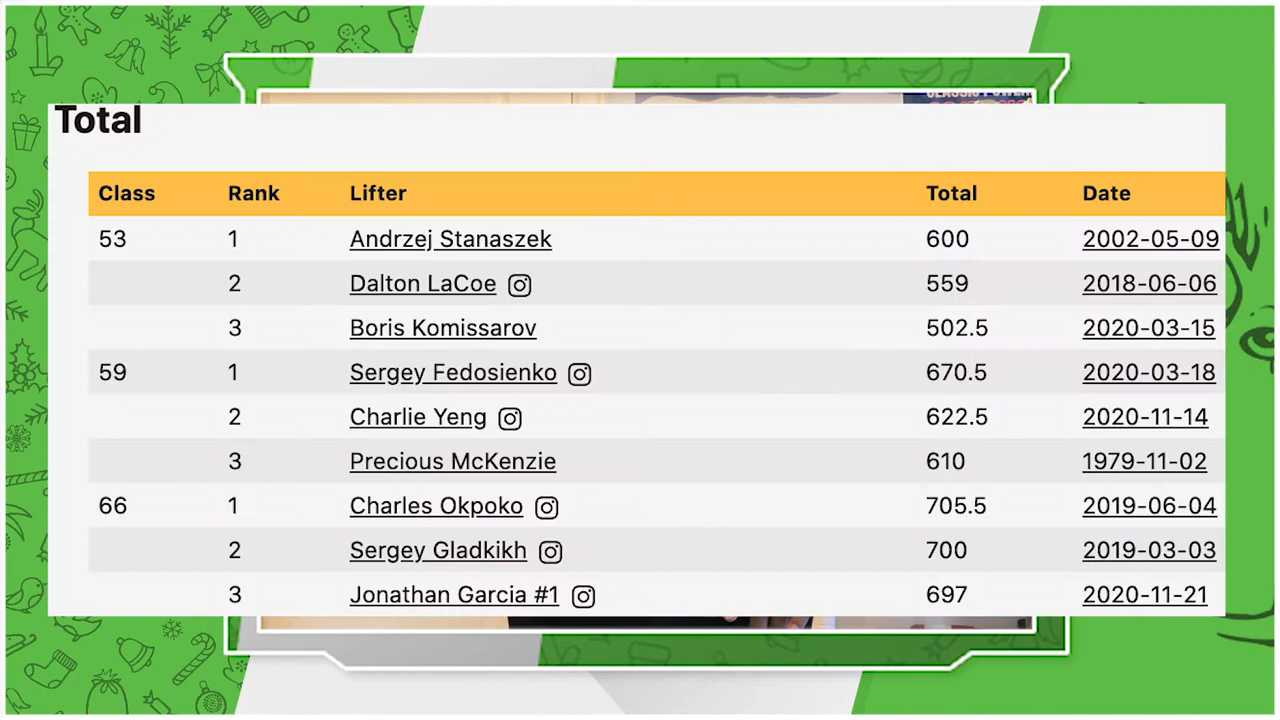 Total
Class Rank Lifter Total Date
53 1 Andrzej Stanaszek 600 2002-05-09
2 Dalton LaCoe 559 2018-06-06
3 Boris Komissarov 502.5 2020-03-15
59 1 Sergey Fedosienko 670.5 2020-03-18
2 Charlie Yeng 622.5 2020-11-14
3 Precious McKenzie 610 1979-11-02
66 1 Charles Okpoko 705.5 2019-06-04
2 Sergey Gladkikh 700 2019-03-03
3 Jonathan Garcia #1 697 2020-11-21